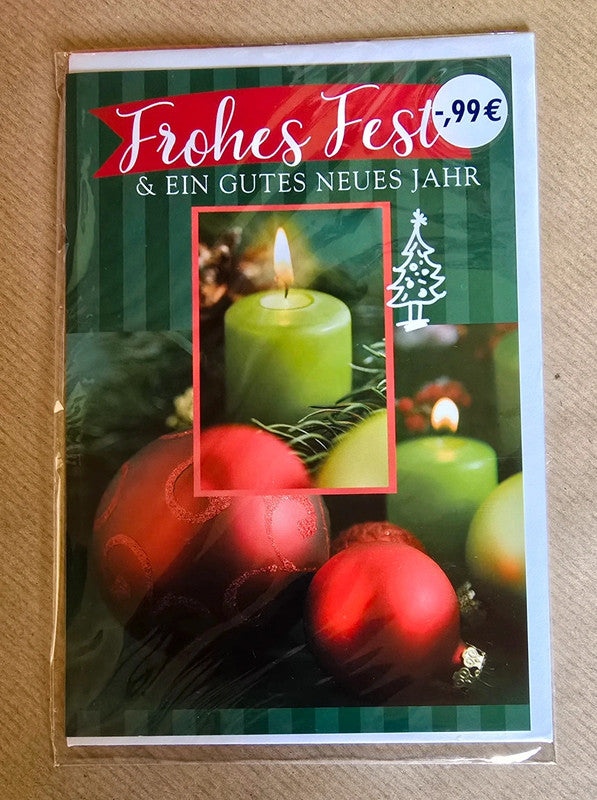 Frohes Fest
-,99€
& EIN GUTES NEUES JAHR